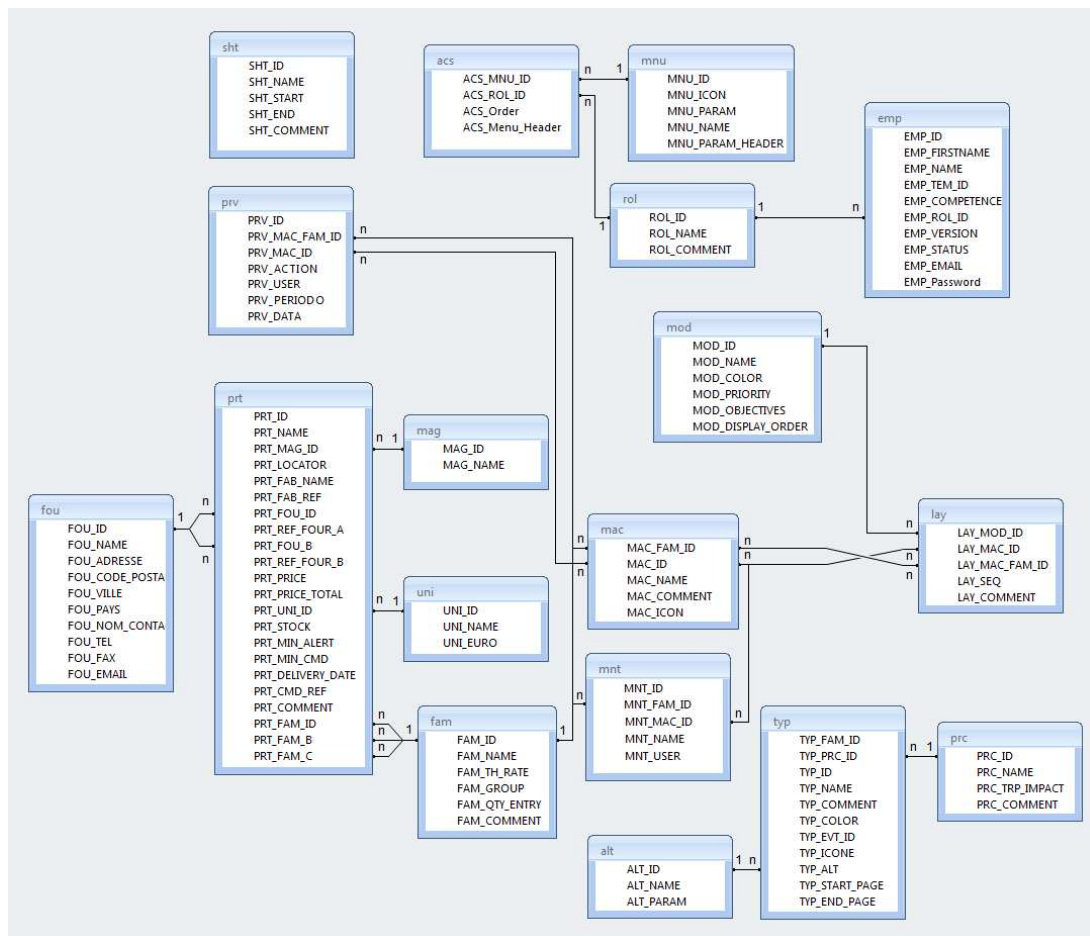 sht
SHT_ID
SHT_NAME
SHT_START
SHT_END
SHT_COMMENT
acs
ACS_MNU_ID
ACS_ROL_ID
ACS_Order
ACS_Menu_Header
n
n
1
mnu
MNU_ID
MNU_ICON
MNU_PARAM
MNU_NAME
MNU_PARAM_HEADER
emp
EMP_ID
EMP_FIRSTNAME
EMP_NAME
EMP_TEM_ID
EMP_COMPETENCE
EMP_ROL_ID
EMP_VERSION
EMP_STATUS
EMP_EMAIL
EMP_Password
rol
ROL_ID
ROL_NAME
ROL_COMMENT
1
1
n
prv
PRV_ID
PRV_MAC_FAM_ID
PRV_MAC_ID
PRV_ACTION
PRV_USER
PRV_PERIODO
PRV_DATA
n
n
mod
MOD_ID
MOD_NAME
MOD_COLOR
MOD_PRIORITY
MOD_OBJECTIVES
MOD_DISPLAY_ORDER
1
prt
PRT_ID
PRT_NAME
PRT_MAG_ID
PRT_LOCATOR
PRT_FAB_NAME
PRT_FAB_REF
PRT_FOU_ID
PRT_REF_FOUR_A
PRT_FOU_B
PRT_REF_FOUR_B
PRT_PRICE
PRT_PRICE_TOTAL
PRT_UNI_ID
PRT_STOCK
PRT_MIN_ALERT
PRT_MIN_CMD
PRT_DELIVERY_DATE
PRT_CMD_REF
PRT_COMMENT
PRT_FAM_ID
PRT_FAM_B
PRT_FAM_C
n 1
mag
MAG_ID
MAG_NAME
fou
FOU_ID
FOU_NAME
FOU_ADRESSE
FOU_CODE_POSTA
FOU_VILLE
FOU_PAYS
FOU_NOM_CONTA
FOU_TEL
FOU_FAX
FOU_EMAIL
1
n
n
mac
MAC_FAM_ID
MAC_ID
MAC_NAME
MAC_COMMENT
MAC_ICON
n
n
n
n
lay
LAY_MOD_ID
LAY_MAC_ID
LAY_MAC_FAM_ID
LAY_SEQ
LAY_COMMENT
n
n
n
n 1
uni
UNI_ID
UNI_NAME
UNI_EURO
mnt
MNT_ID
MNT_FAM_ID
MNT_MAC_ID
MNT_NAME
MNT_USER
n
n
n
n
n
1
fam
FAM_ID
FAM_NAME
FAM_TH_RATE
FAM_GROUP
FAM_QTY_ENTRY
FAM_COMMENT
1
typ
TYP_FAM_ID
TYP_PRC_ID
TYP_ID
TYP_NAME
TYP_COMMENT
TYP_COLOR
TYP_EVT_ID
TYP_ICONE
TYP_ALT
TYP_START_PAGE
TYP_END_PAGE
n 1
prc
PRC_ID
PRC_NAME
PRC_TRP_IMPACT
PRC_COMMENT
alt
ALT_ID
ALT_NAME
ALT_PARAM
1 n